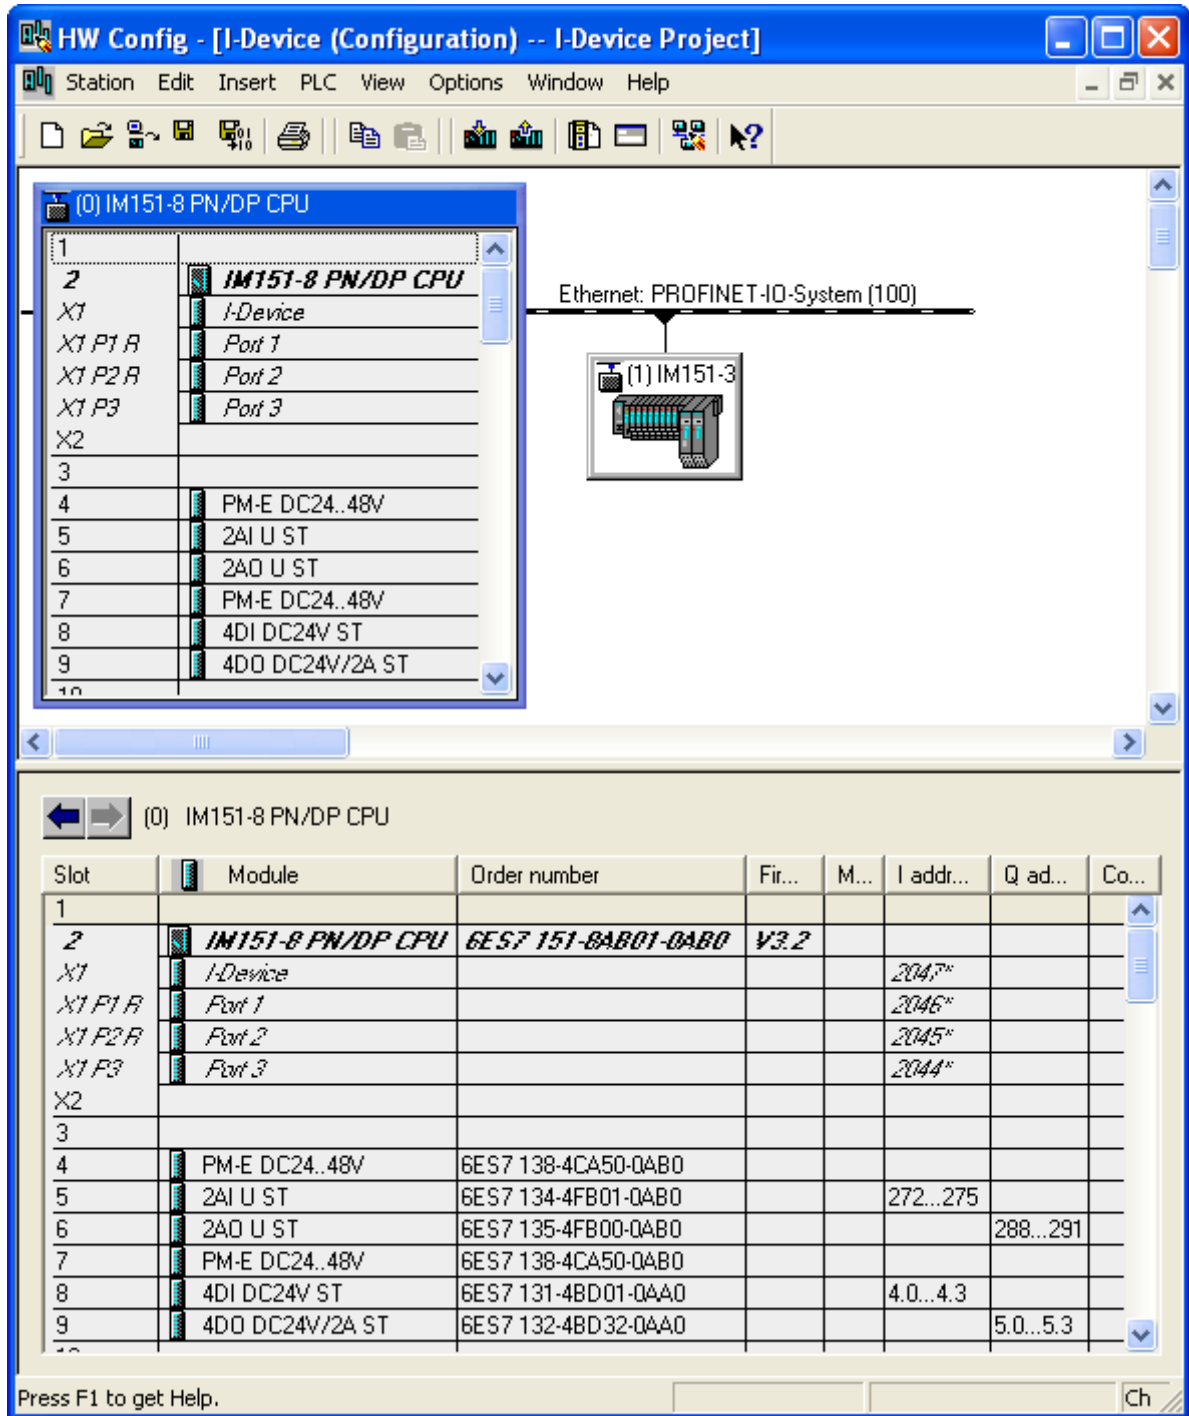 HW Config - [I-Device (Configuration) -- I-Device Project]
Station Edit Insert PLC View Options Window Help
(0) IM151-8 PN/DP CPU
1
2 IM151-8 PN/DP CPU
X1 I-Device
X1 P1 R Port 1
X1 P2 R Port 2
X1 P3 Port 3
X2
3
4 PM-E DC24..48V
5 2AI U ST
6 2AO U ST
7 PM-E DC24..48V
8 4DI DC24V ST
9 4DO DC24V/2A ST
10
Ethernet: PROFINET-IO-System (100)
(1) IM151-3
(0) IM151-8 PN/DP CPU
Slot Module Order number Fir... M... I addr... Q ad... Co...
1
2 IM151-8 PN/DP CPU 6ES7 151-8AB01-0AB0 V3.2
X1 I-Device 2047*
X1 P1 R Port 1 2046*
X1 P2 R Port 2 2045*
X1 P3 Port 3 2044*
X2
3
4 PM-E DC24..48V 6ES7 138-4CA50-0AB0
5 2AI U ST 6ES7 134-4FB01-0AB0 272...275
6 2AO U ST 6ES7 135-4FB00-0AB0 288...291
7 PM-E DC24..48V 6ES7 138-4CA50-0AB0
8 4DI DC24V ST 6ES7 131-4BD01-0AA0 4.0...4.3
9 4DO DC24V/2A ST 6ES7 132-4BD32-0AA0 5.0...5.3
Press F1 to get Help. Ch